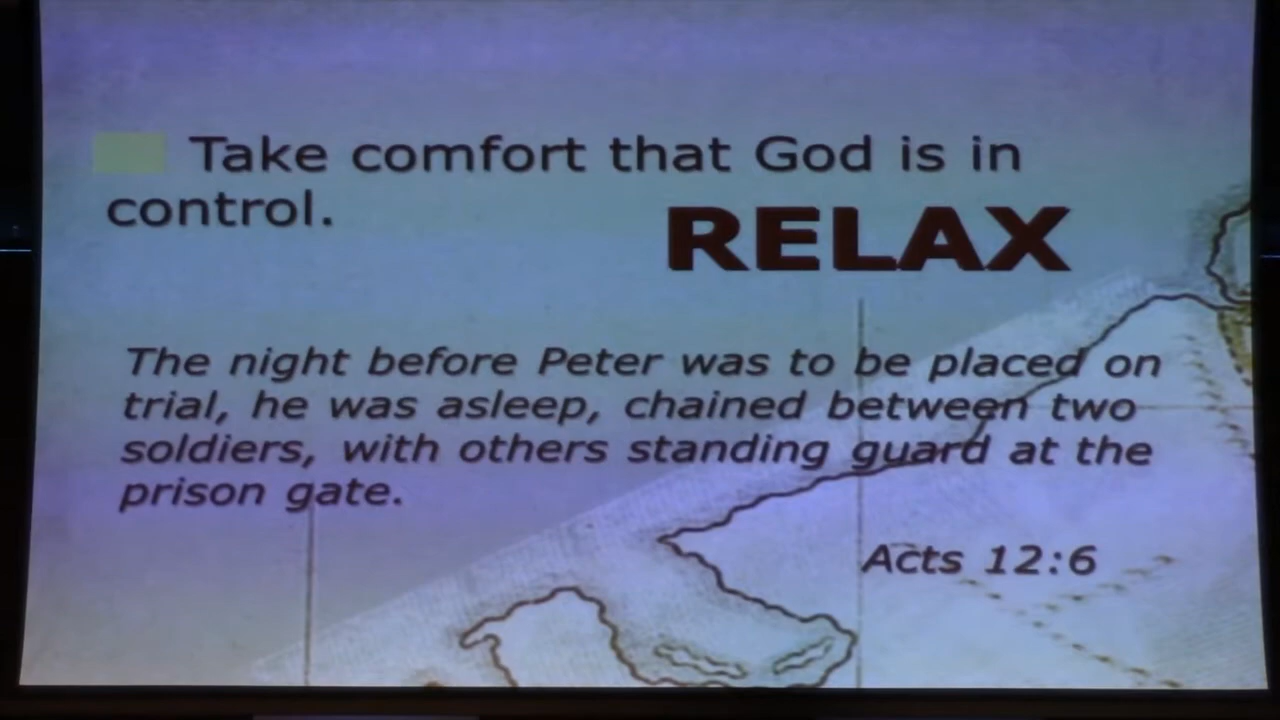 Take comfort that God is in
control.
RELAX
The night before Peter was to be placed on
trial, he was asleep, chained between two
soldiers, with others standing guard at the
prison gate.
Acts 12:6